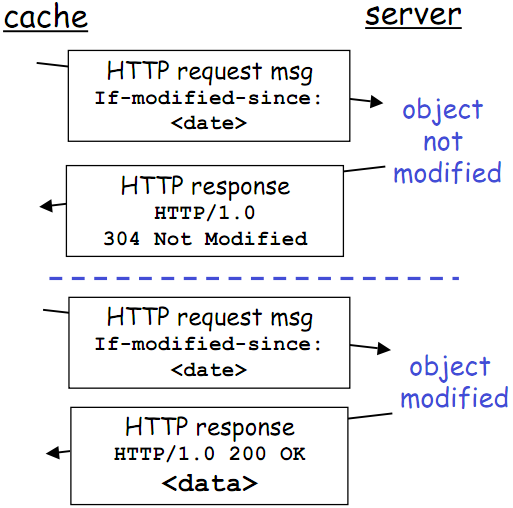 cache
server
HTTP request msg
If-modified-since:
<date>
object
not
modified
HTTP response
HTTP/1.0
304 Not Modified
HTTP request msg
If-modified-since:
<date>
object
modified
HTTP response
HTTP/1.0 200 OK
<data>